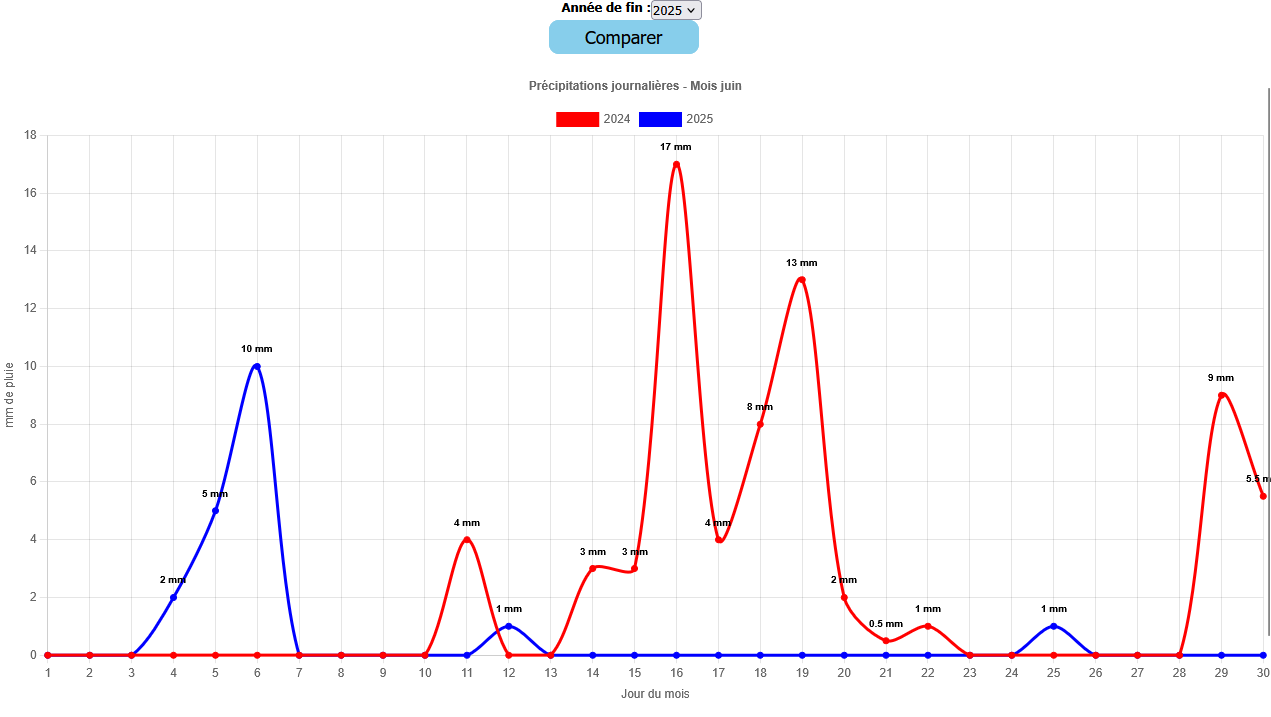 Année de fin : 2025
Comparer
Précipitations journalières - Mois juin
2024 2025
18
17 mm
16
14
13 mm
12
10 mm
10
9 mm
8 mm
8
mm de pluie
5 mm
6
5.5 m
4 mm
4 mm
4
3 mm
3 mm
2 mm
2 mm
2
1 mm
1 mm
1 mm
0.5 mm
0
1 2 3 4 5 6 7 8 9 10 11 12 13 14 15 16 17 18 19 20 21 22 23 24 25 26 27 28 29 30
Jour du mois